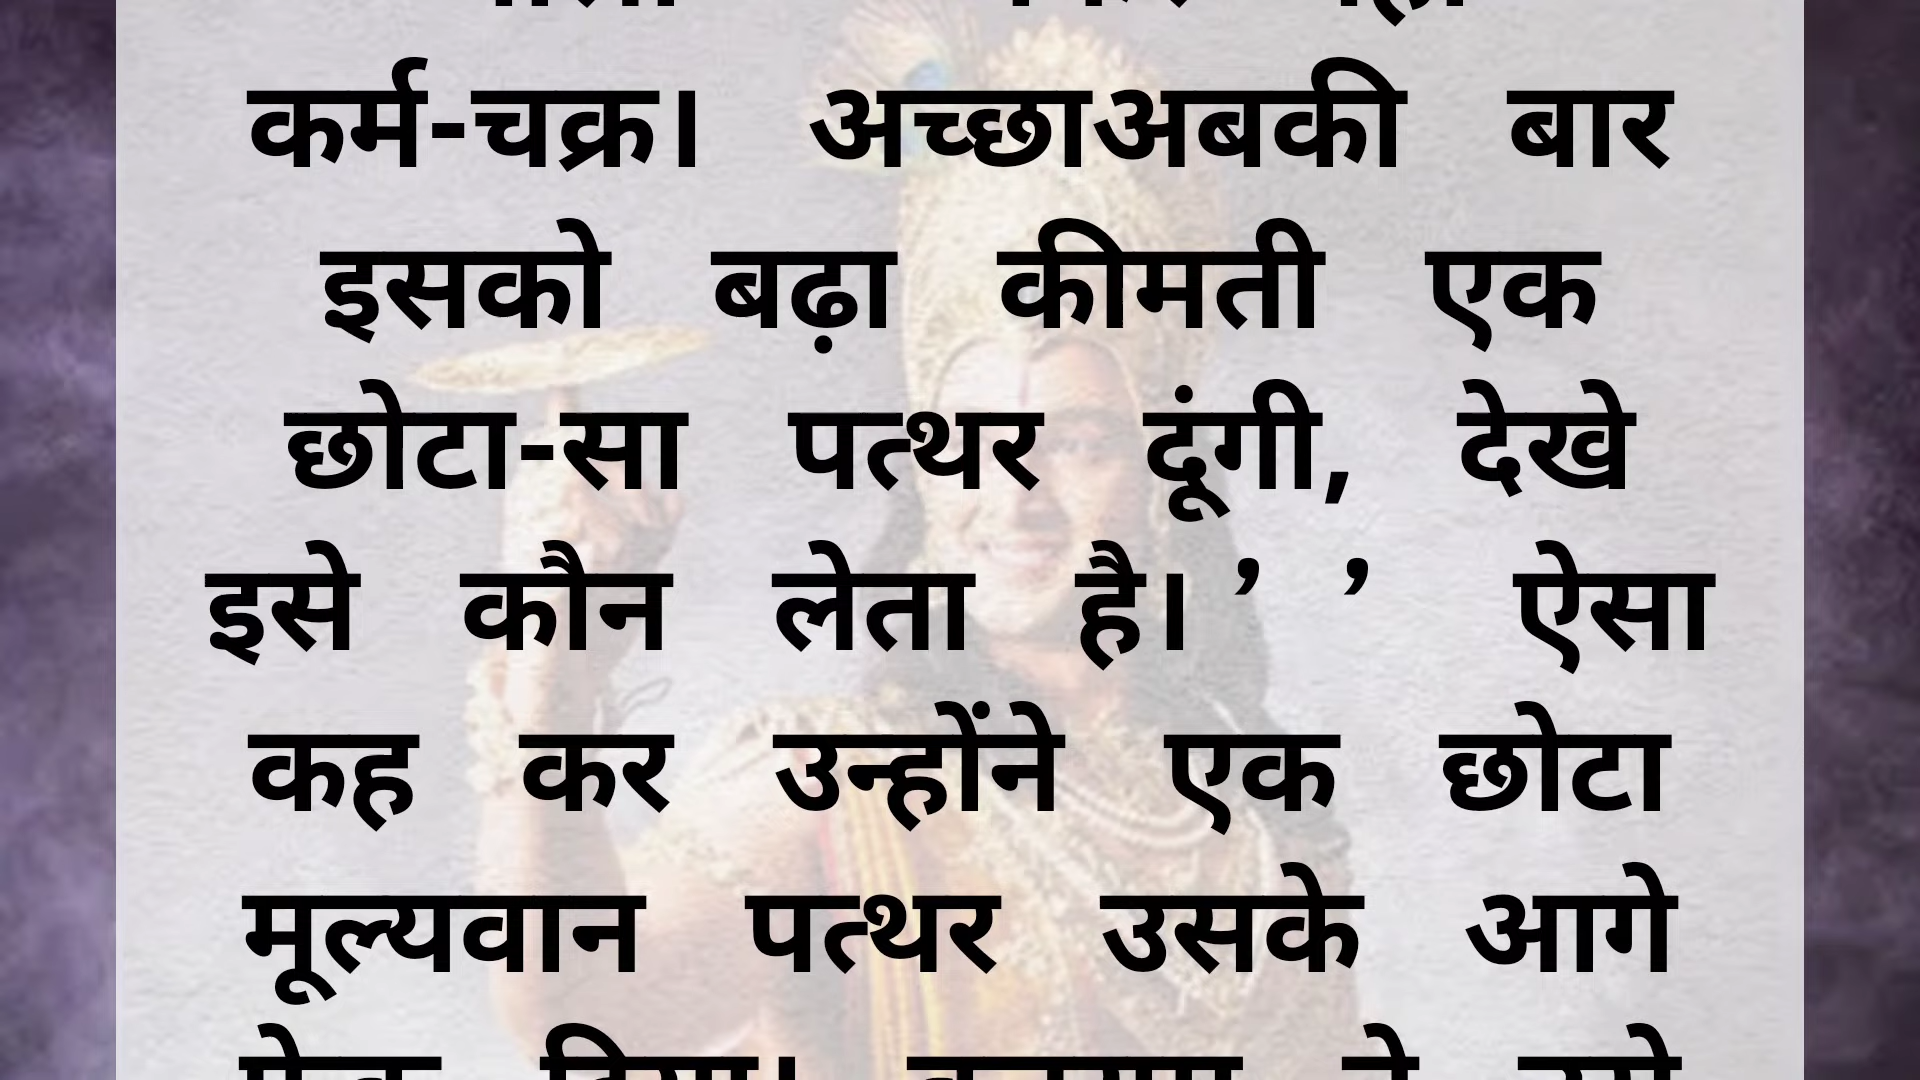 कर्म-चक्र। अच्छाअबकी बार
इसको बढ़ा कीमती एक
छोटा-सा पत्थर दूंगी, देखे
इसे कौन लेता है। ’ ’ ऐसा
कह कर उन्होंने एक छोटा
मूल्यवान पत्थर उसके आगे